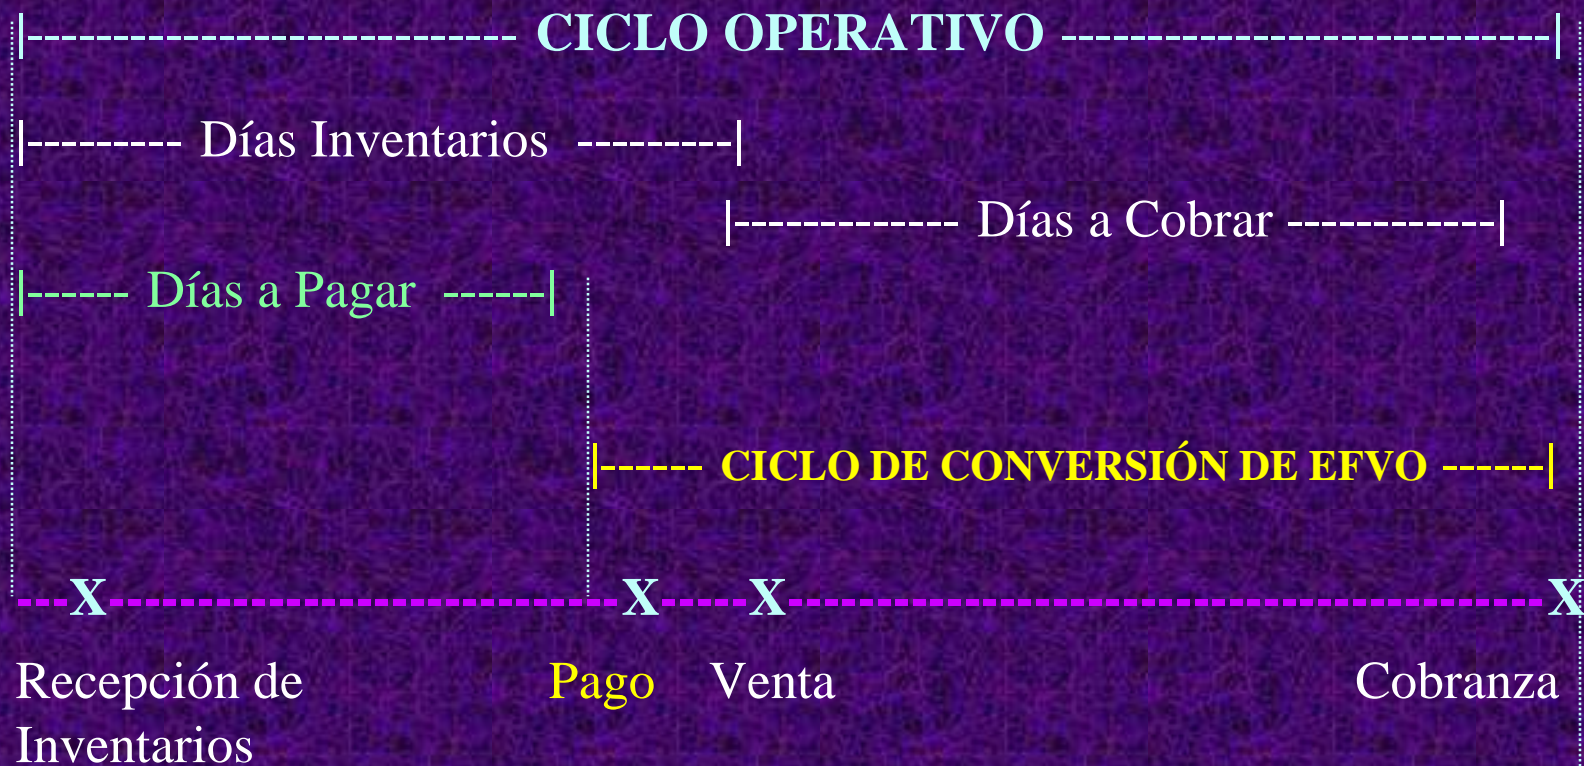 |--------------------------- CICLO OPERATIVO ---------------------------|
|--------- Días Inventarios ---------|
|------------- Días a Cobrar ------------|
|------ Días a Pagar ------|
|------ CICLO DE CONVERSIÓN DE EFVO ------|
---X------------------------------X-----X--------------------------------------------X
Recepción de Inventarios Pago Venta Cobranza